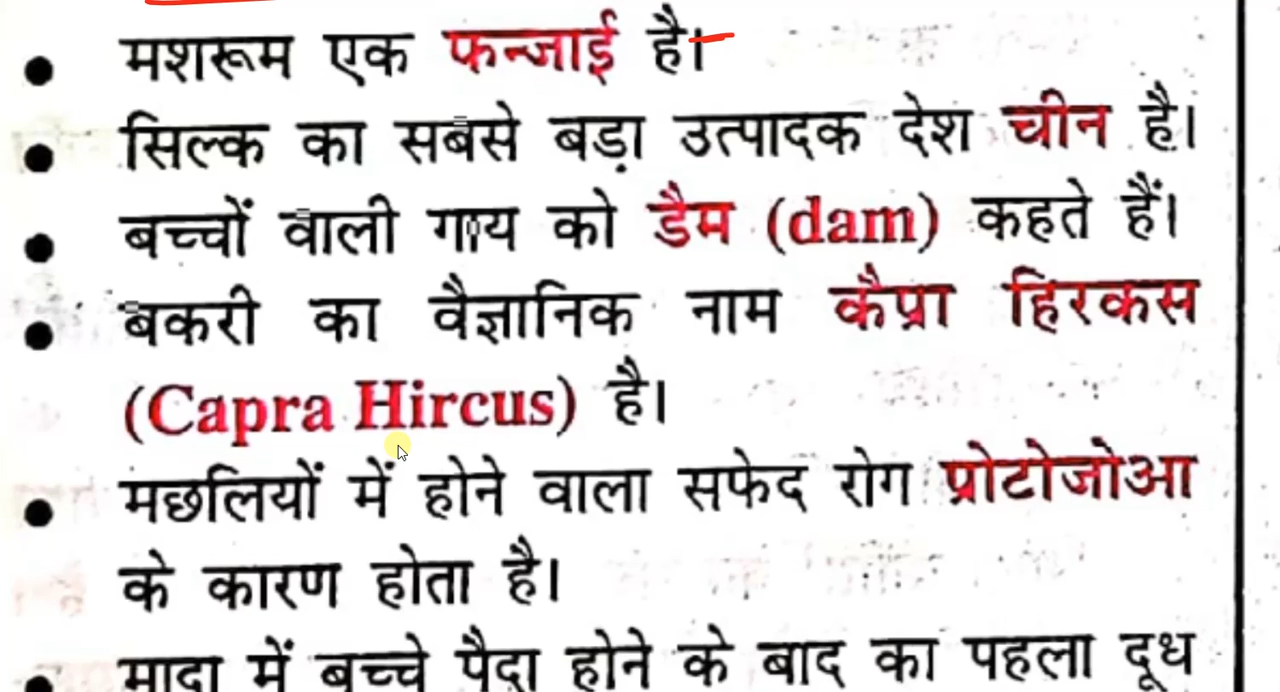 • मशरूम एक फन्जाई है।
• सिल्क का सबसे बड़ा उत्पादक देश चीन है।
• बच्चों वाली गाय को डैम (dam) कहते हैं।
• बकरी का वैज्ञानिक नाम कैप्रा हिरकस
(Capra Hircus) है।
• मछलियों में होने वाला सफेद रोग प्रोटोजोआ
के कारण होता है।
• मादा में बच्चे पैदा होने के बाद का पहला दूध